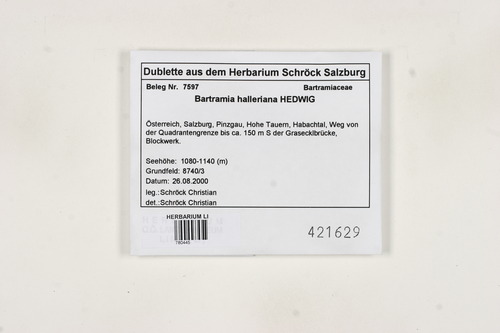 Dublette aus dem Herbarium Schröck Salzburg
Beleg Nr. 7597 Bartramiaceae
Bartramia halleriana HEDWIG
Österreich, Salzburg, Pinzgau, Hohe Tauern, Habachtal, Weg von
der Quadrantengrenze bis ca. 150 m S der Grasecklbrücke,
Blockwerk.
Seehöhe: 1080-1140 (m)
Grundfeld: 8740/3
Datum: 26.08.2000
leg.:Schröck Christian
det.:Schröck Christian
HERBARIUM LI
780445
421629